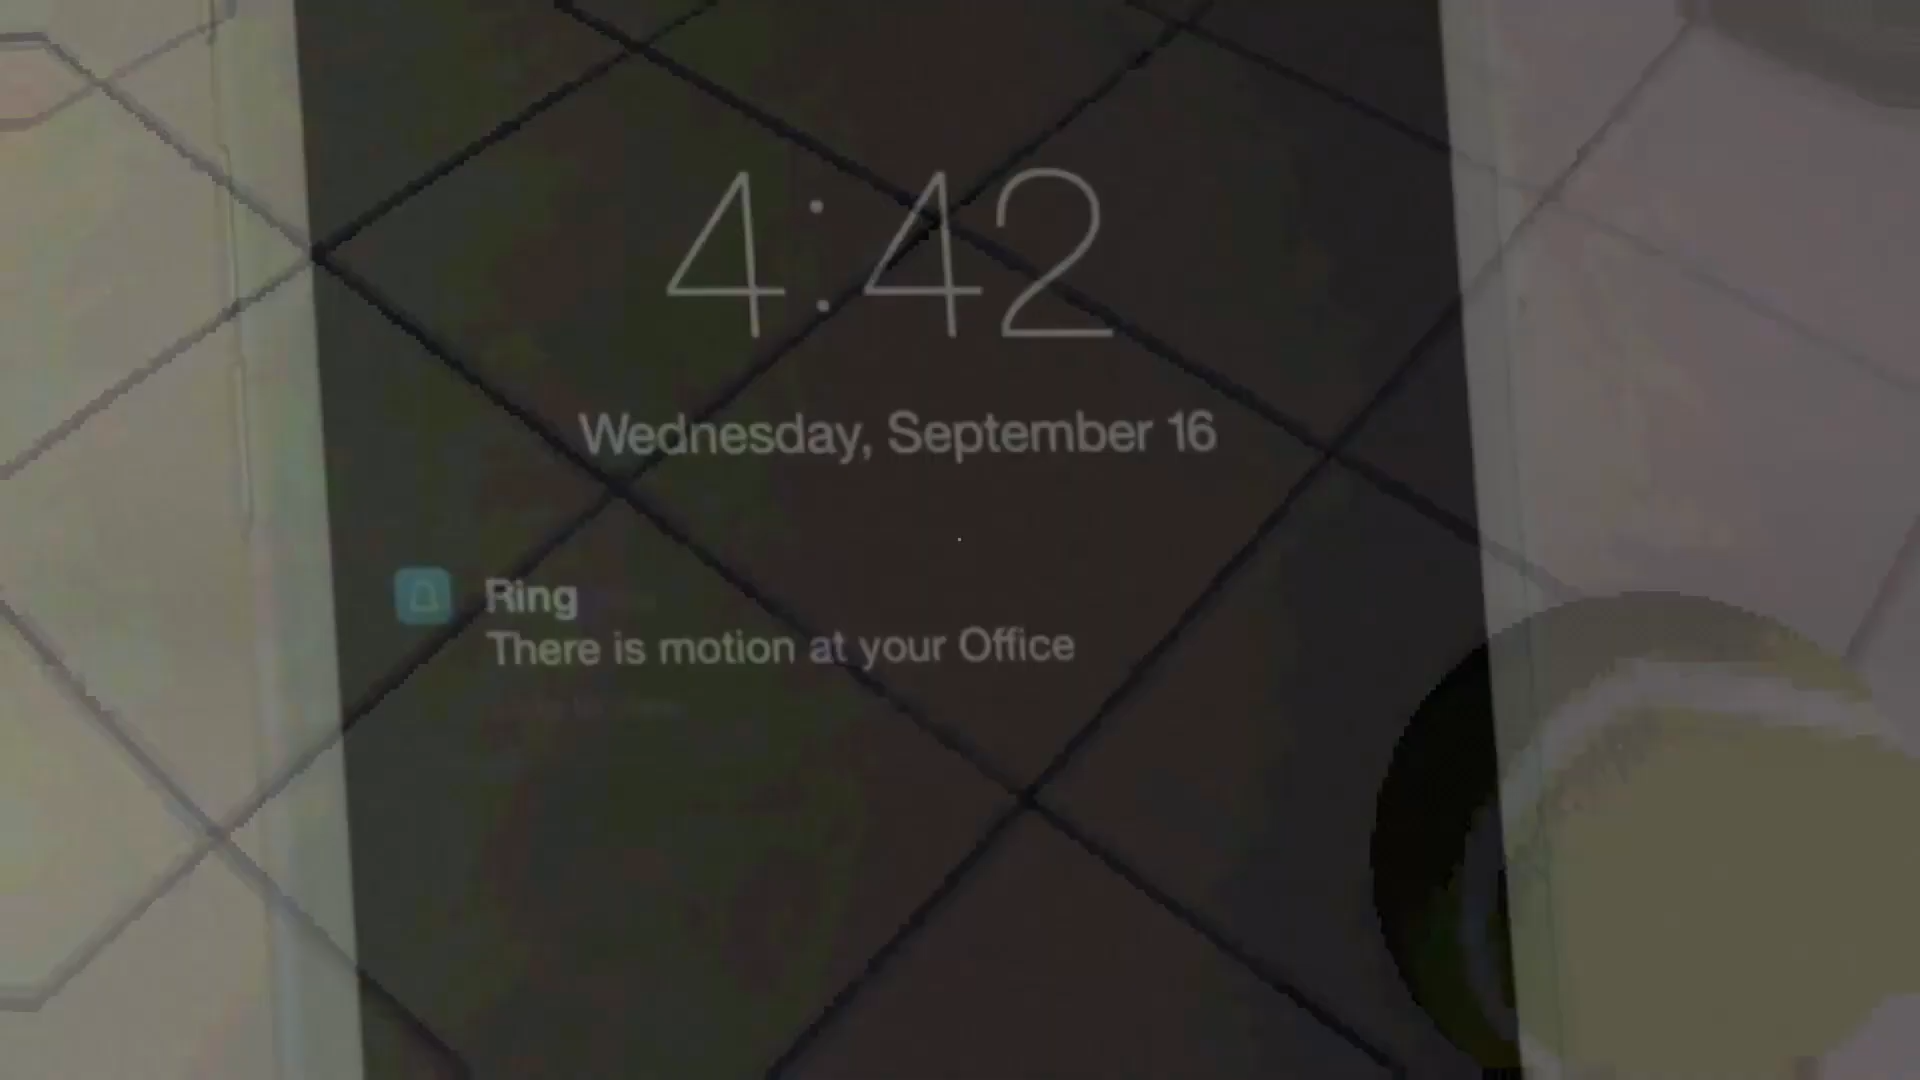 4:42
Wednesday, September 16
Ring
There is motion at your Office